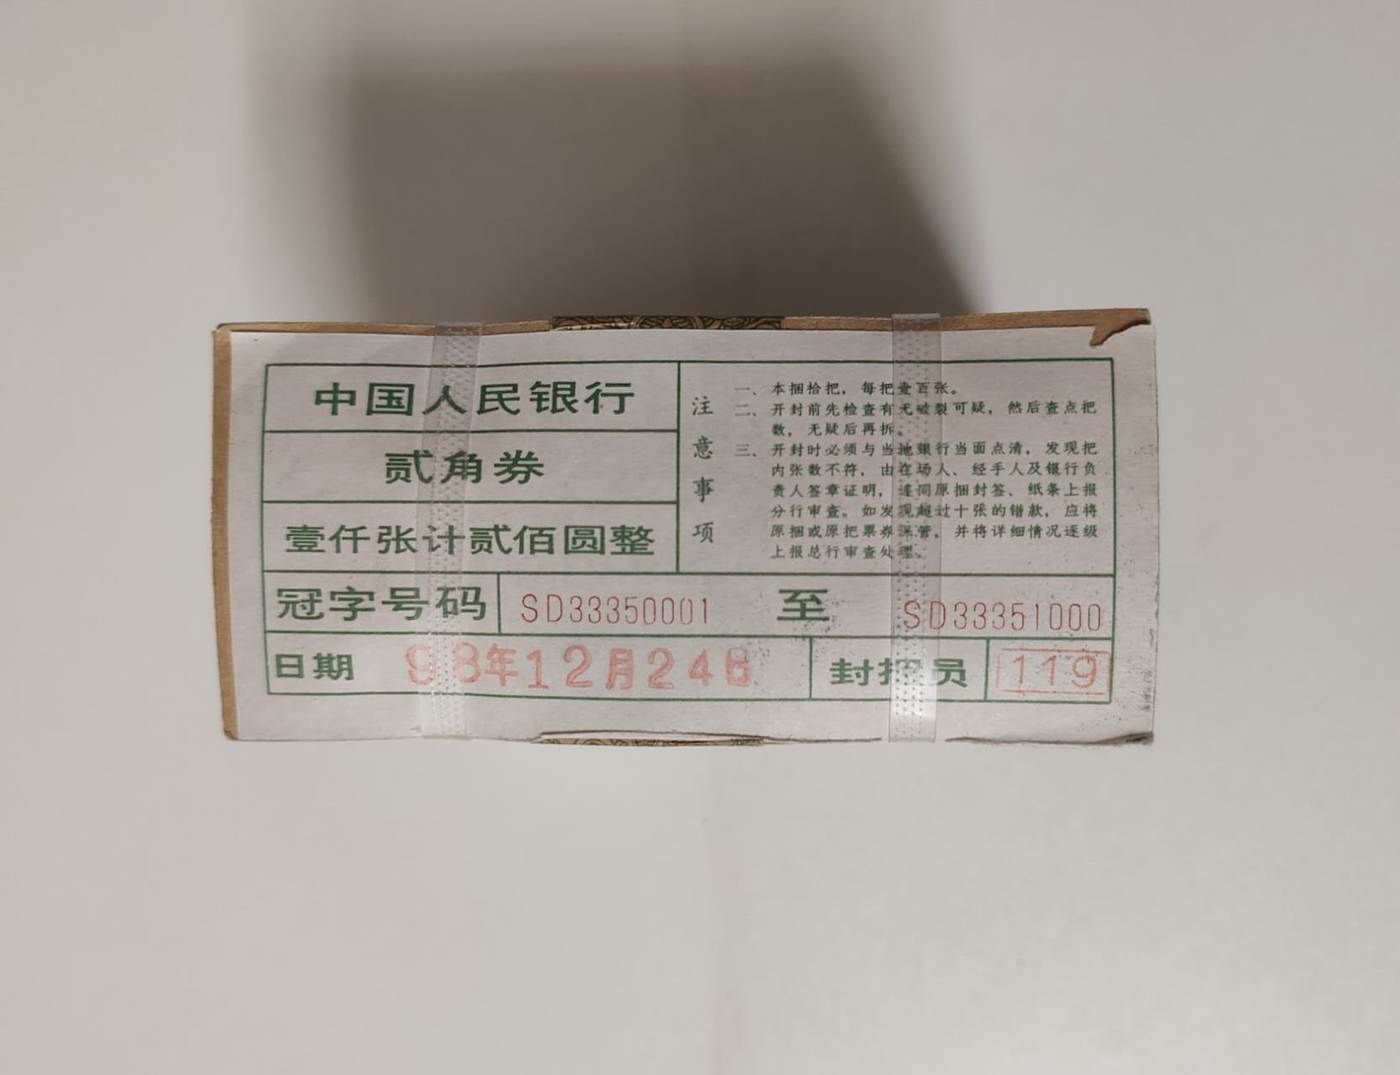 中国人民银行
贰角券
壹仟张计贰佰圆整
注意事项
一、本捆拾把，每把壹百张。
二、开封前先检查有无破裂可疑，然后查点把
数，无疑后再拆。
三、开封时必须与当地银行当面点清，发现把
内张数不符，由在场人、经手人及银行负
责人签章证明，连同原捆封签、纸条上报
分行审查。如发现超过十张的错款，应将
原捆或原把票券保管，并将详细情况逐级
上报总行审查处理。
冠字号码 SD33350001 至 SD33351000
日期 98年12月24日 封捆员 119